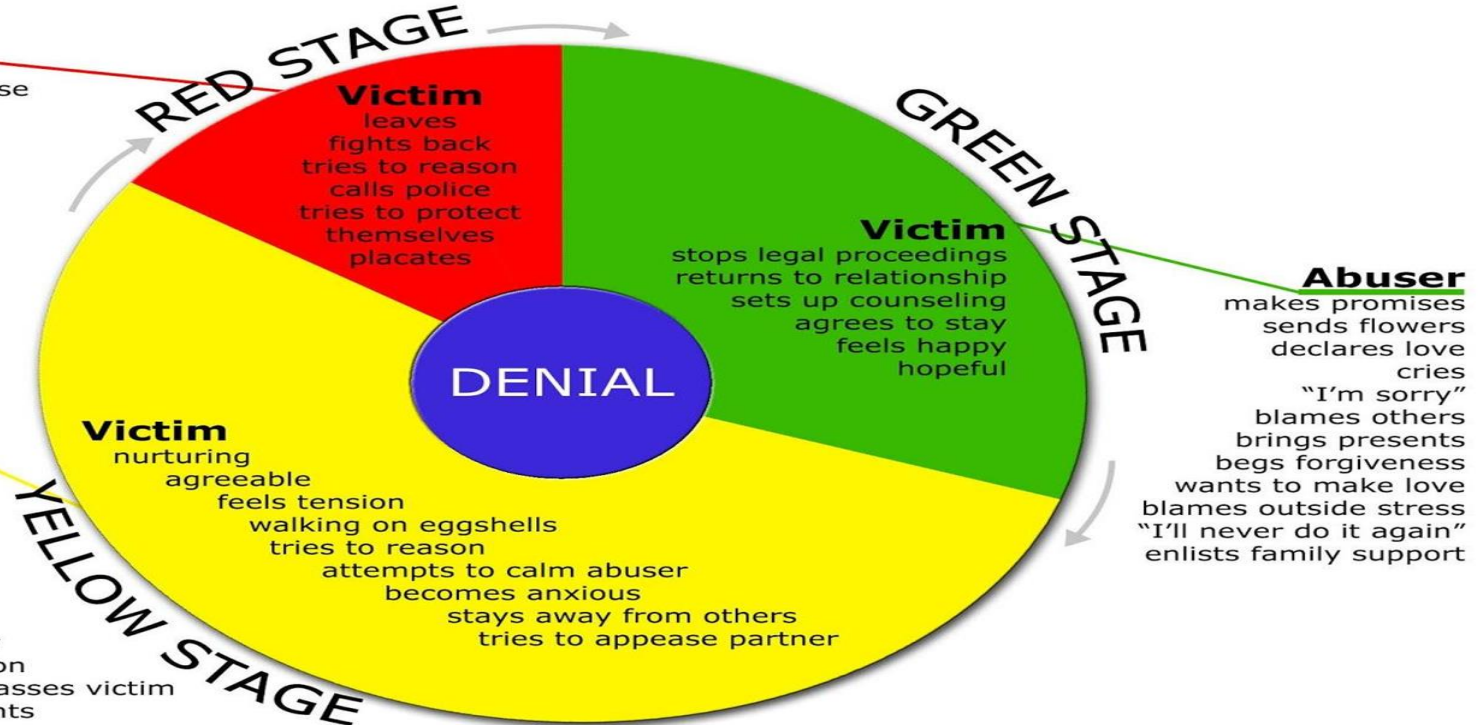 RED STAGE
Victim
leaves
fights back
tries to reason
calls police
tries to protect
themselves
placates
GREEN STAGE
Victim
stops legal proceedings
returns to relationship
sets up counseling
agrees to stay
feels happy
hopeful
Abuser
makes promises
sends flowers
declares love
cries
“I’m sorry”
blames others
brings presents
begs forgiveness
wants to make love
blames outside stress
“I’ll never do it again”
enlists family support
DENIAL
YELLOW STAGE
Victim
nurturing
agreeable
feels tension
walking on eggshells
tries to reason
attempts to calm abuser
becomes anxious
stays away from others
tries to appease partner
victim